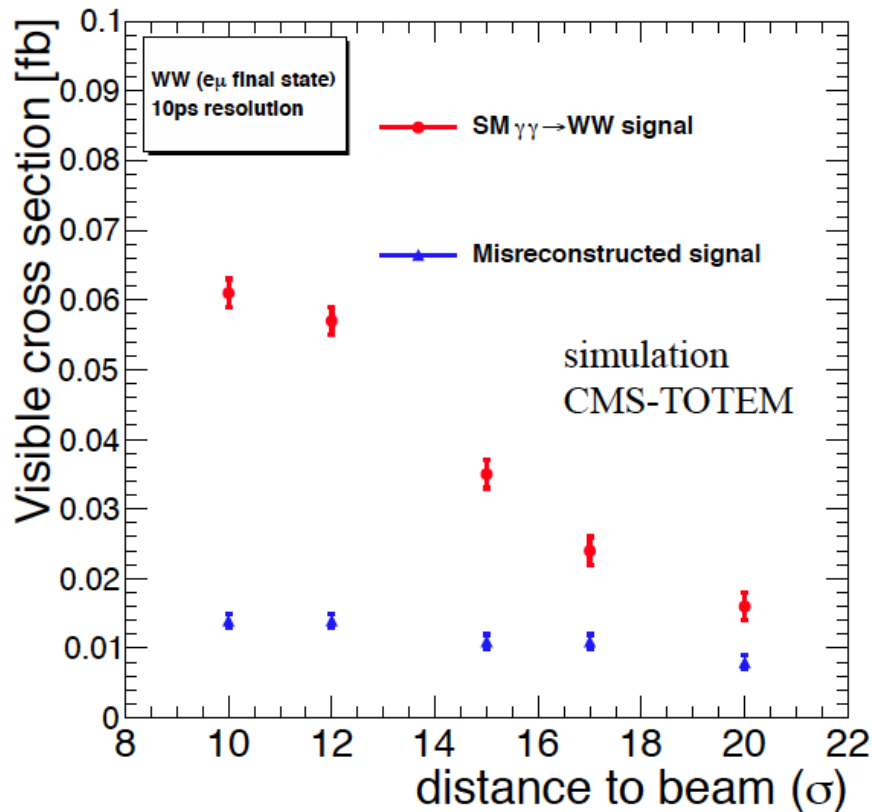 Visible cross section [fb]
0.1
0.09
0.08
0.07
0.06
0.05
0.04
0.03
0.02
0.01
0
WW (eμ final state)
10ps resolution
SM γγ→WW signal
Misreconstructed signal
simulation
CMS-TOTEM
8 10 12 14 16 18 20 22
distance to beam (σ)